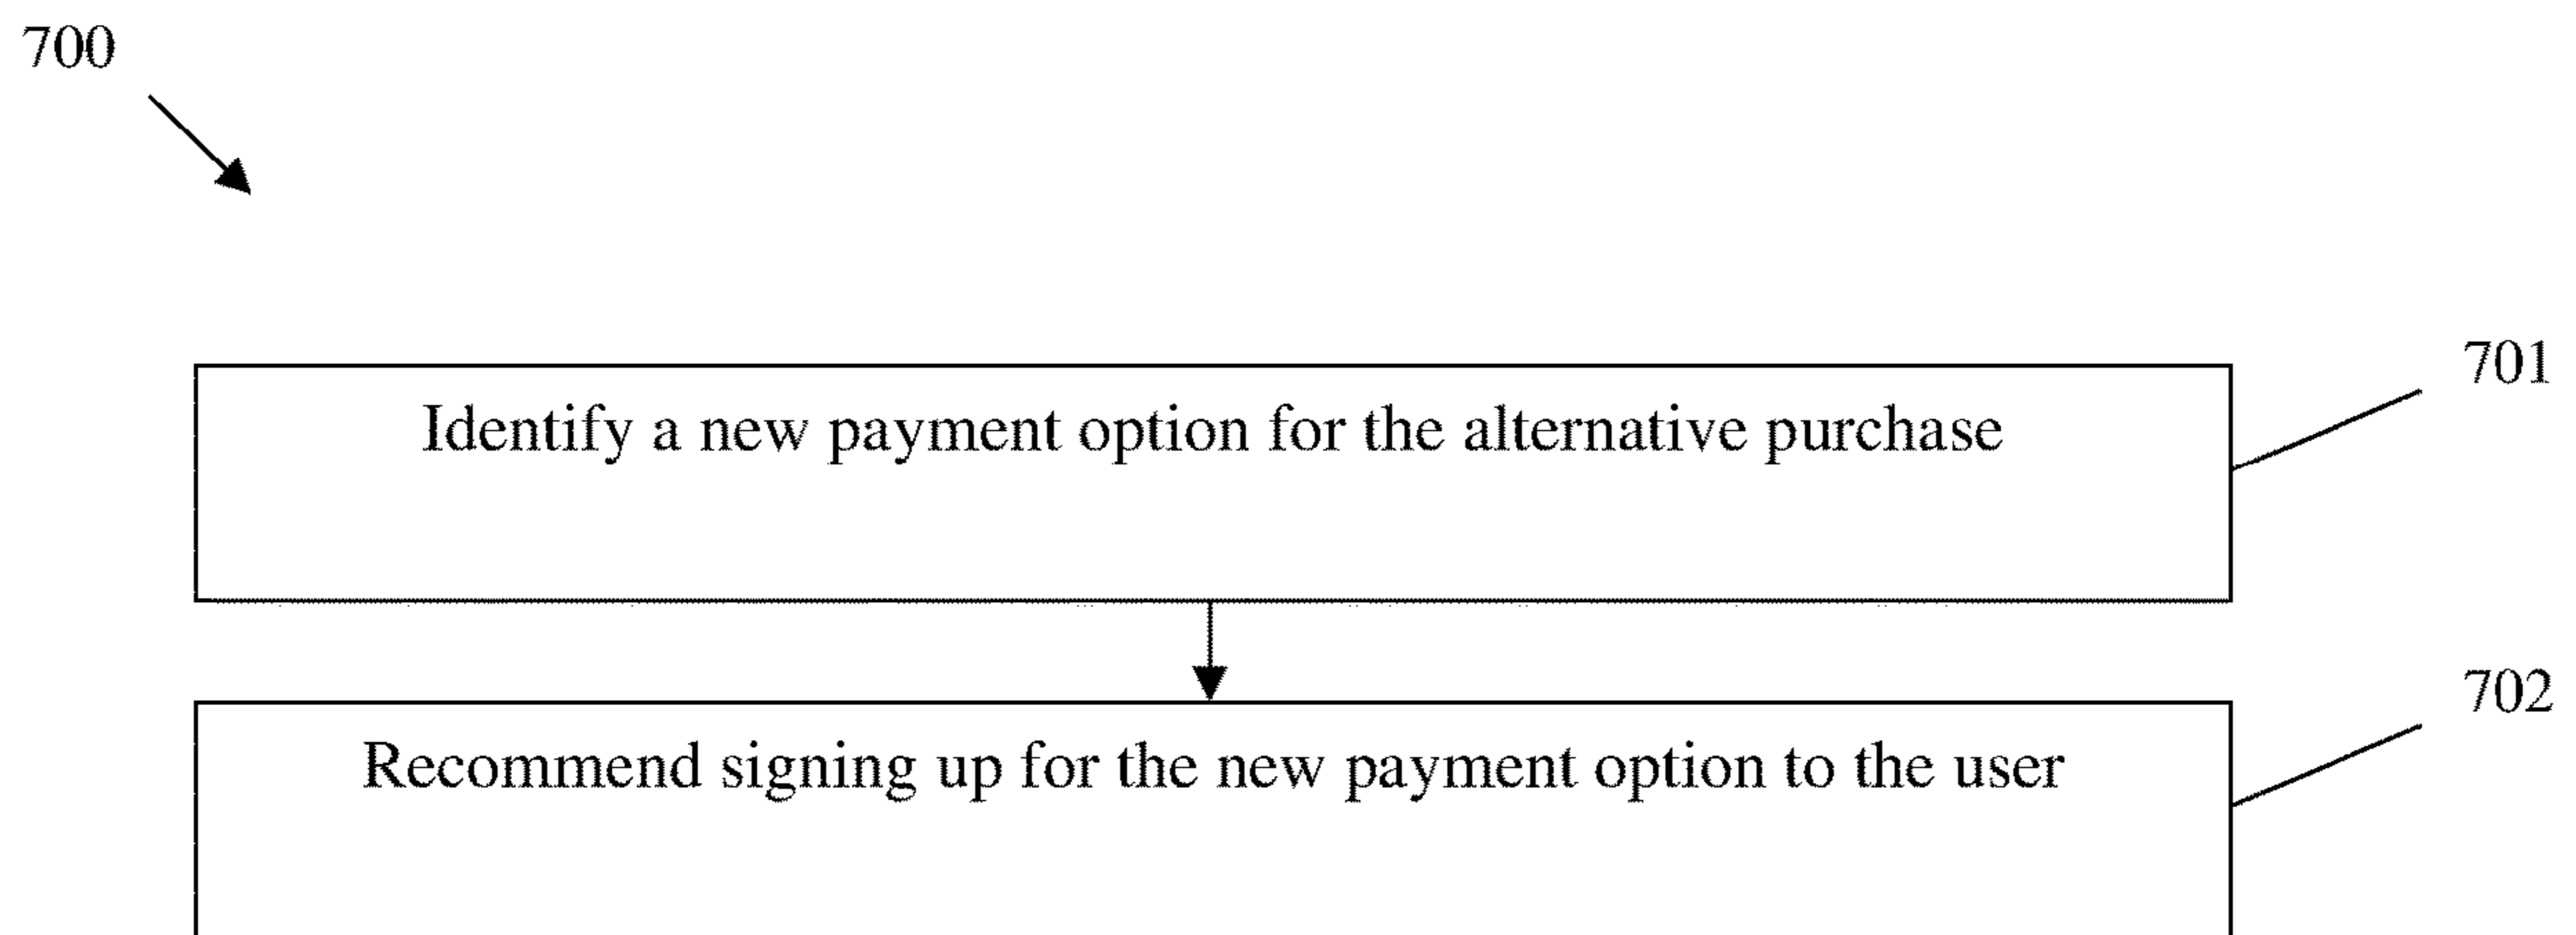 700
701
Identify a new payment option for the alternative purchase
702
Recommend signing up for the new payment option to the user